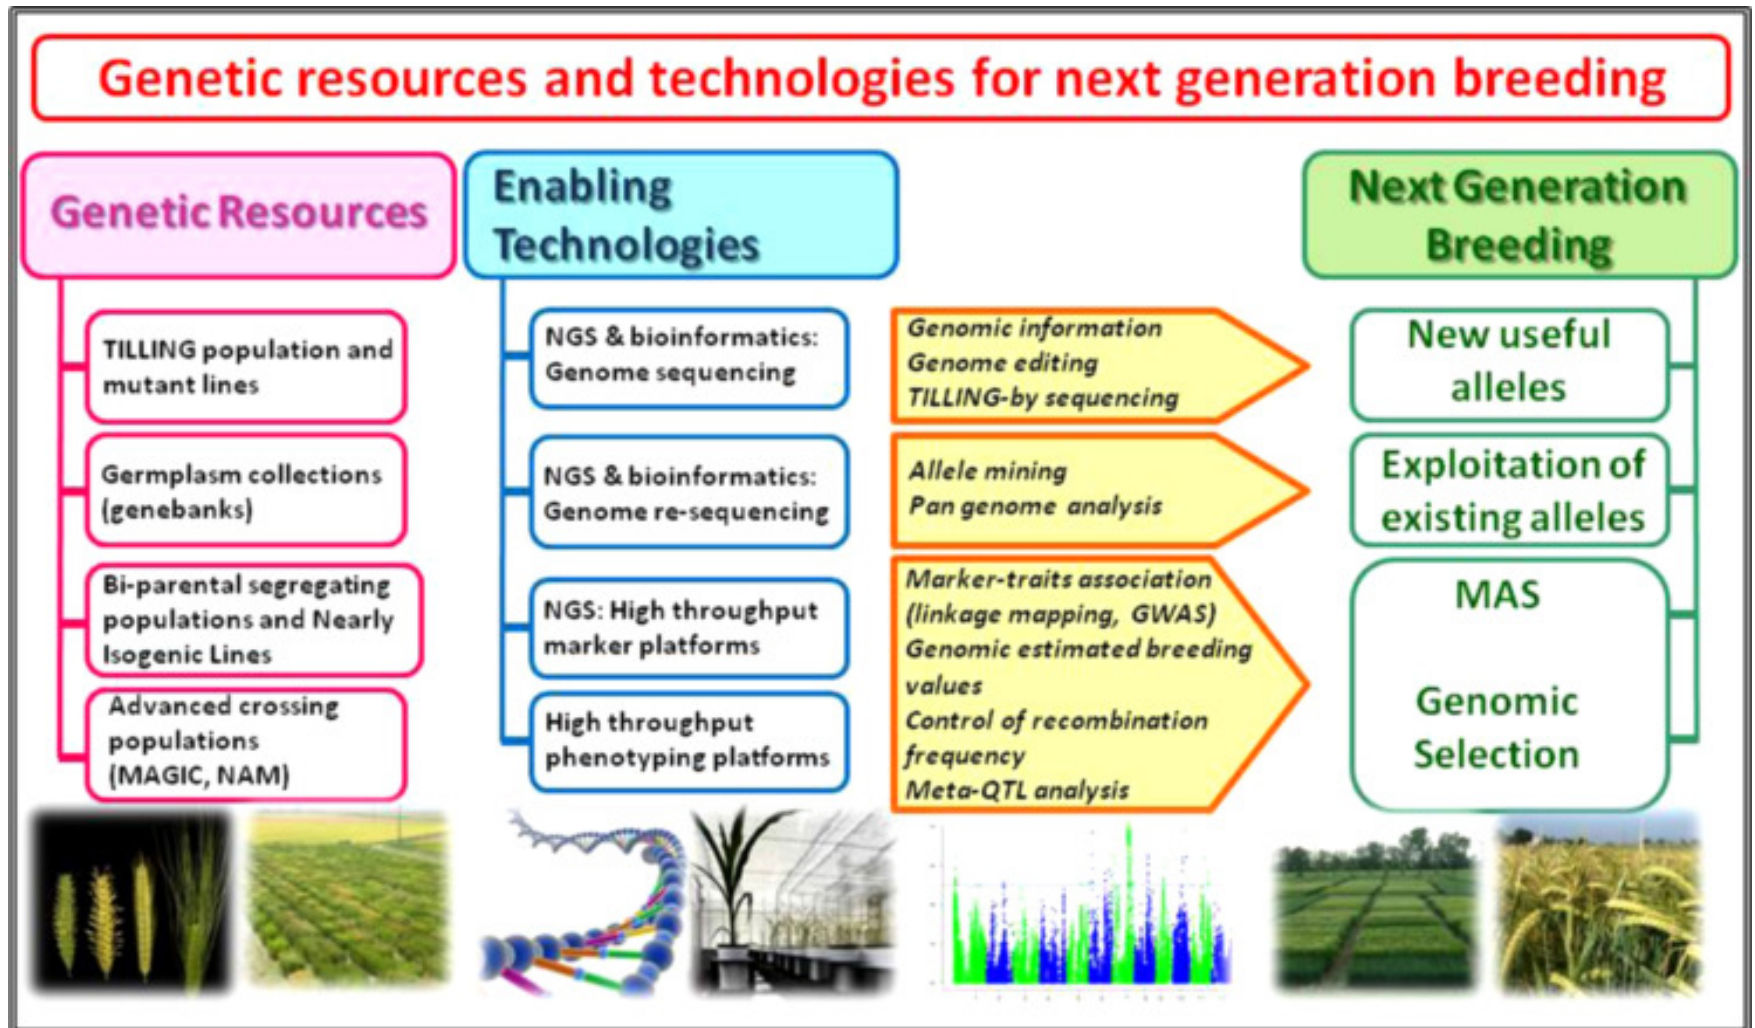 Genetic resources and technologies for next generation breeding
Genetic Resources
TILLING population and
mutant lines
Germplasm collections
(genebanks)
Bi-parental segregating
populations and Nearly
Isogenic Lines
Advanced crossing
populations
(MAGIC, NAM)
Enabling
Technologies
NGS & bioinformatics:
Genome sequencing
NGS & bioinformatics:
Genome re-sequencing
NGS: High throughput
marker platforms
High throughput
phenotyping platforms
Genomic information
Genome editing
TILLING-by sequencing
Allele mining
Pan genome analysis
Marker-traits association
(linkage mapping, GWAS)
Genomic estimated breeding
values
Control of recombination
frequency
Meta-QTL analysis
Next Generation
Breeding
New useful
alleles
Exploitation of
existing alleles
MAS
Genomic
Selection